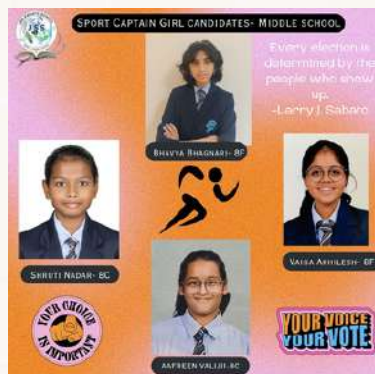 SPORT CAPTAIN GIRL CANDIDATES- MIDDLE SCHOOL
Every election is
determined by the
people who show
up.
-Larry J. Sabato
BHAVYA BHAGNARI- 8F
SHRUTI NADAR- 8C
VAIGA AKHILESH- 8F
AAFREEN VALIJI-8C
YOUR CHOICE
IS IMPORTANT
YOUR VOICE
YOUR VOTE